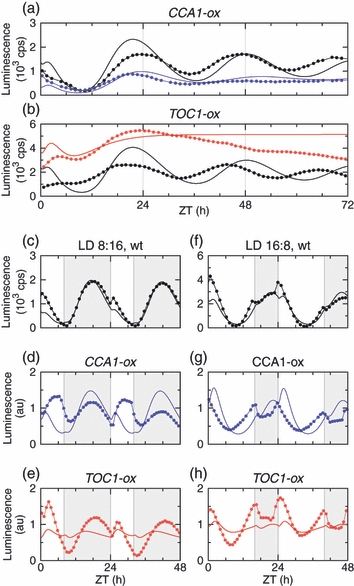 (a) CCA1-ox
Luminescence
(10³ cps)
3
2
1
0
(b) TOC1-ox
Luminescence
(10³ cps)
6
4
2
0
0 24 48 72
ZT (h)
(c) LD 8:16, wt
Luminescence
(10³ cps)
3
2
1
0
(f) LD 16:8, wt
6
4
2
0
(d) CCA1-ox
Luminescence
(au)
2
1
0
(g) CCA1-ox
2
1
0
(e) TOC1-ox
Luminescence
(au)
2
1
0
0 24 48
ZT (h)
(h) TOC1-ox
2
1
0
0 24 48
ZT (h)